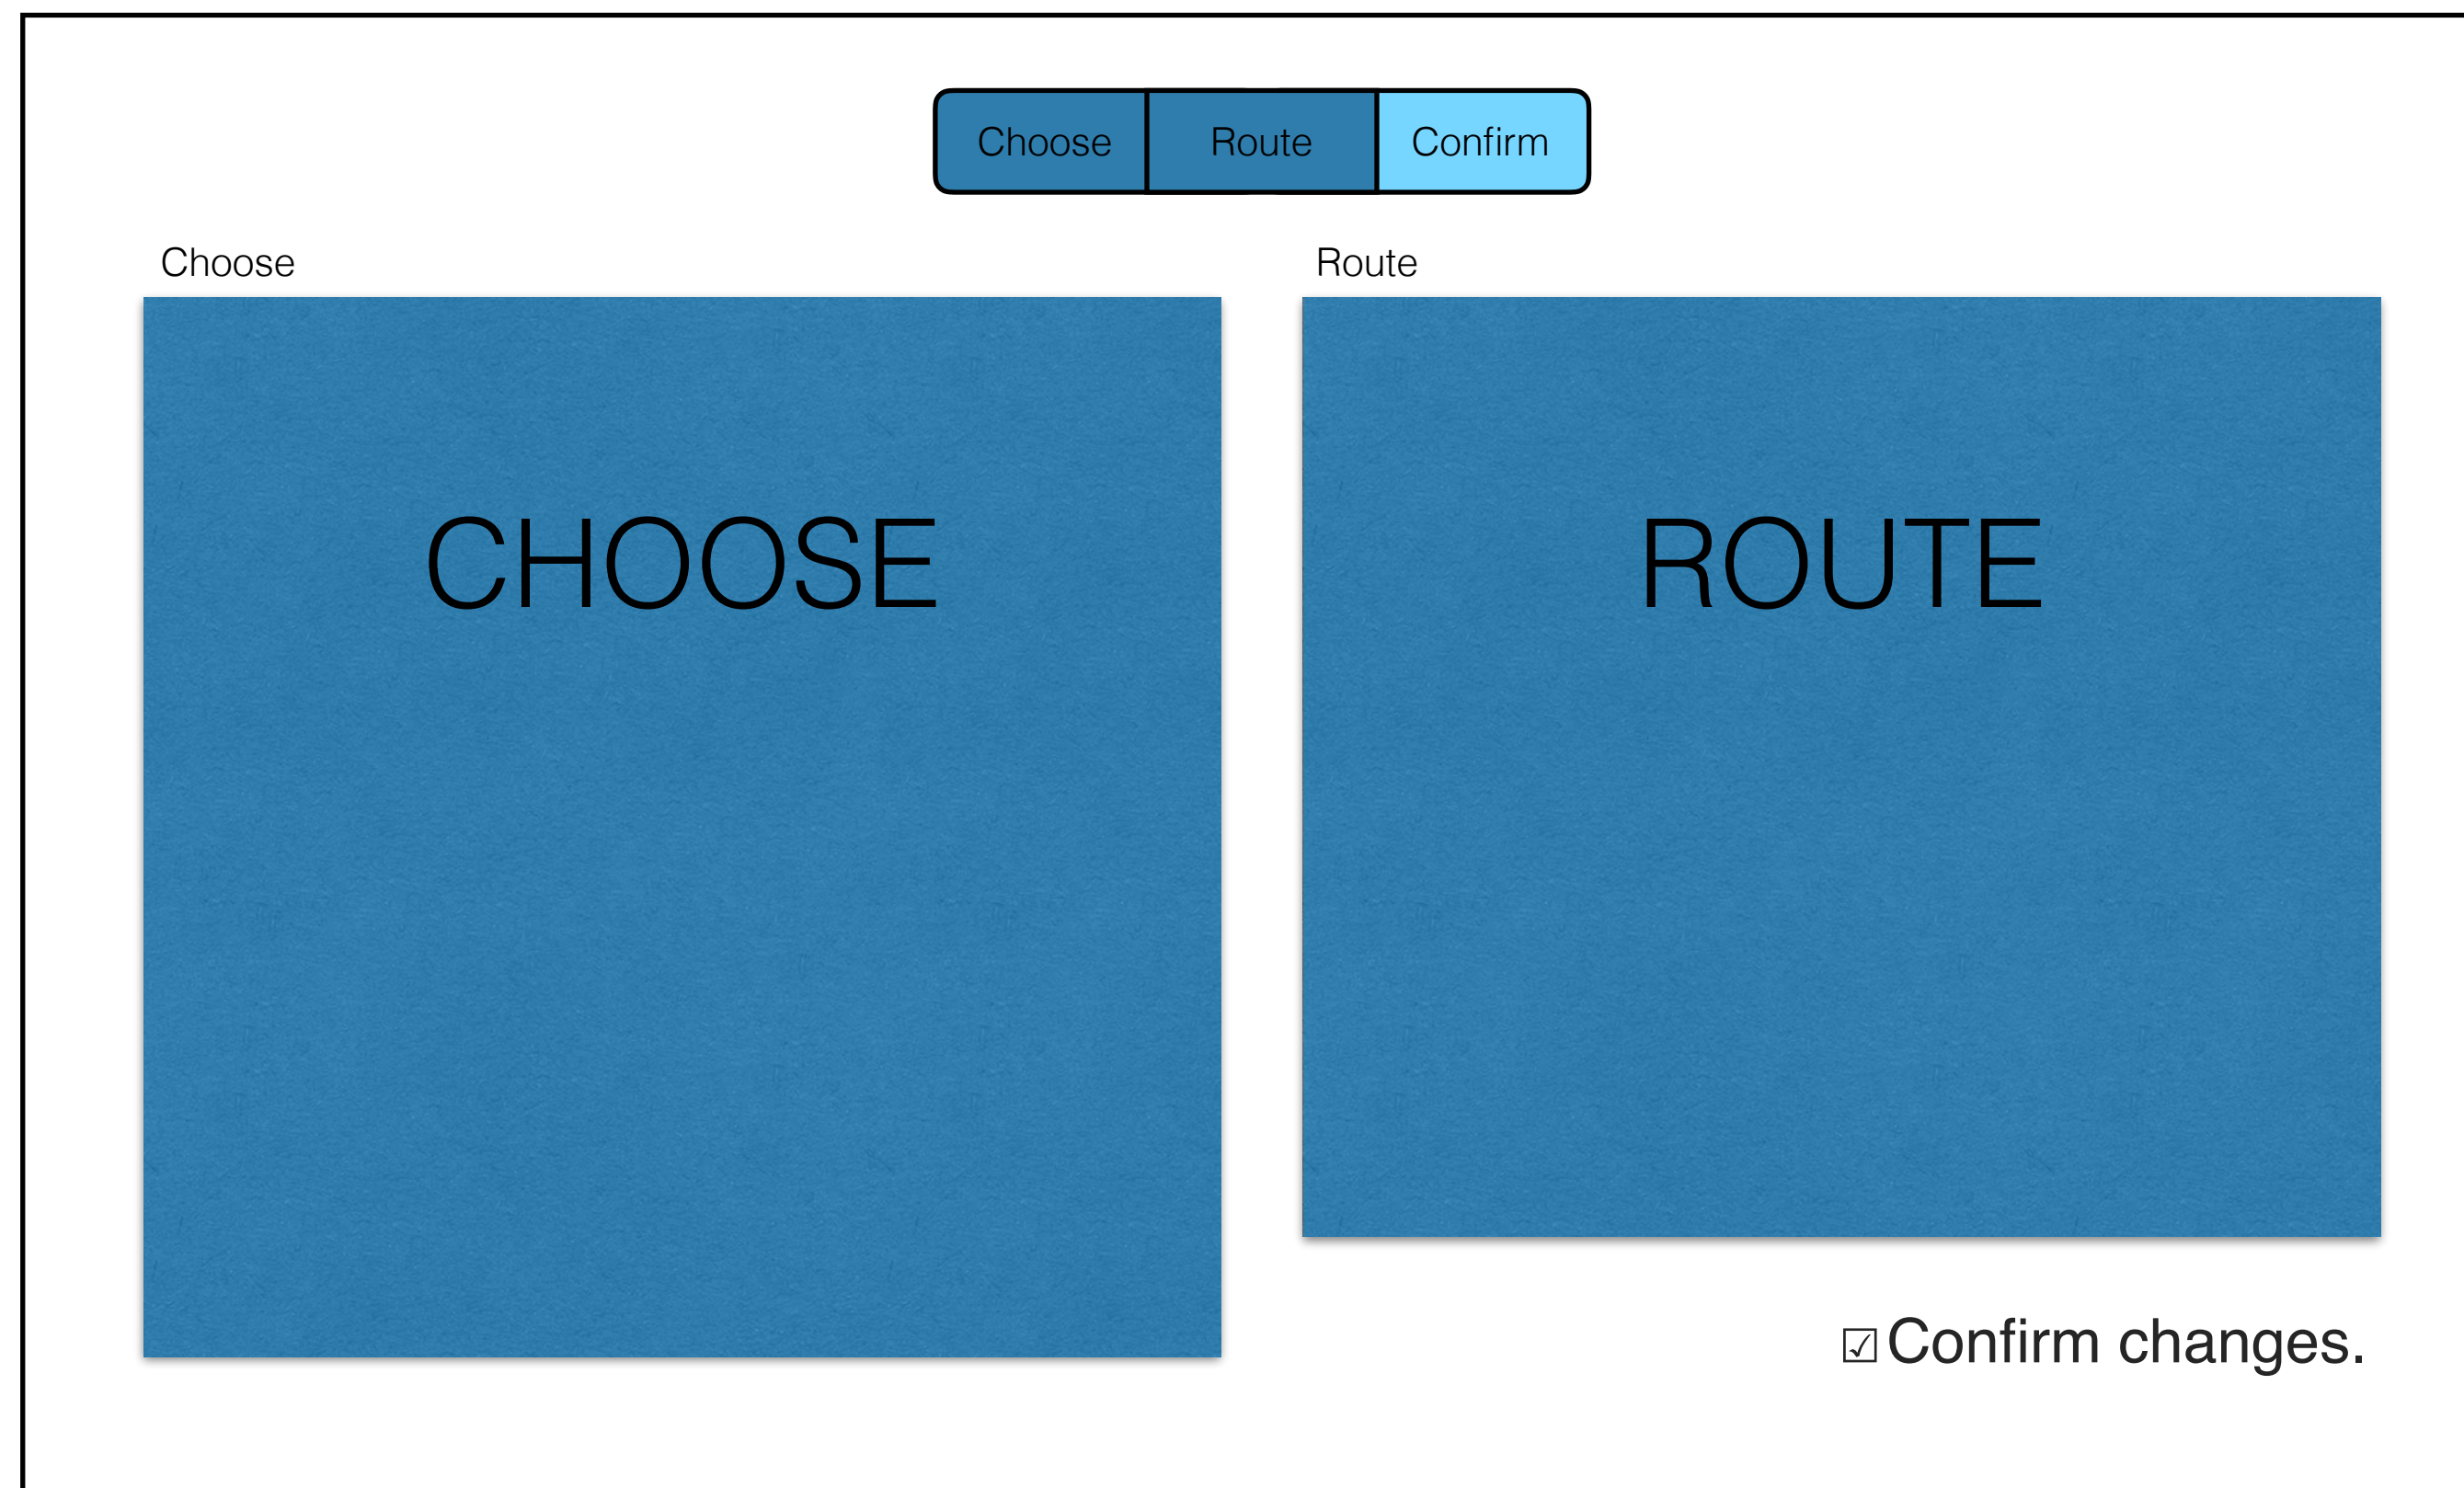 Choose Route Confirm
Choose
Route
CHOOSE
ROUTE
☑ Confirm changes.